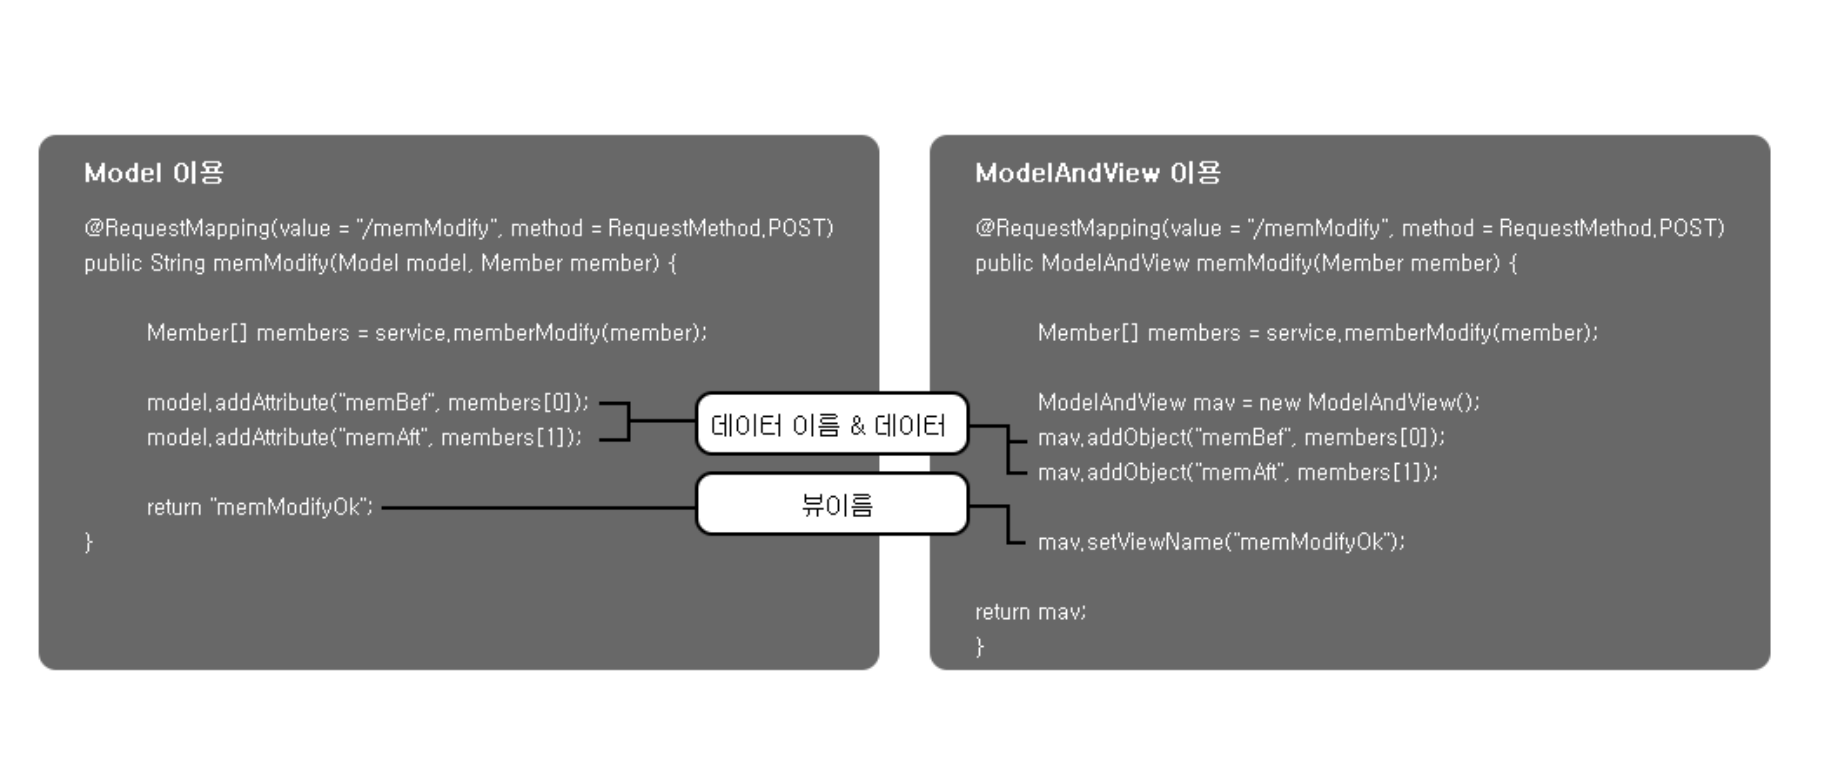 Model 이용
@RequestMapping(value = "/memModify", method = RequestMethod.POST)
public String memModify(Model model, Member member) {
Member[] members = service.memberModify(member);
model.addAttribute("memBef", members[0]);
model.addAttribute("memAft", members[1]);
return "memModifyOk";
}
데이터 이름 & 데이터
뷰이름
ModelAndView 이용
@RequestMapping(value = "/memModify", method = RequestMethod.POST)
public ModelAndView memModify(Member member) {
Member[] members = service.memberModify(member);
ModelAndView mav = new ModelAndView();
mav.addObject("memBef", members[0]);
mav.addObject("memAft", members[1]);
mav.setViewName("memModifyOk");
return mav;
}